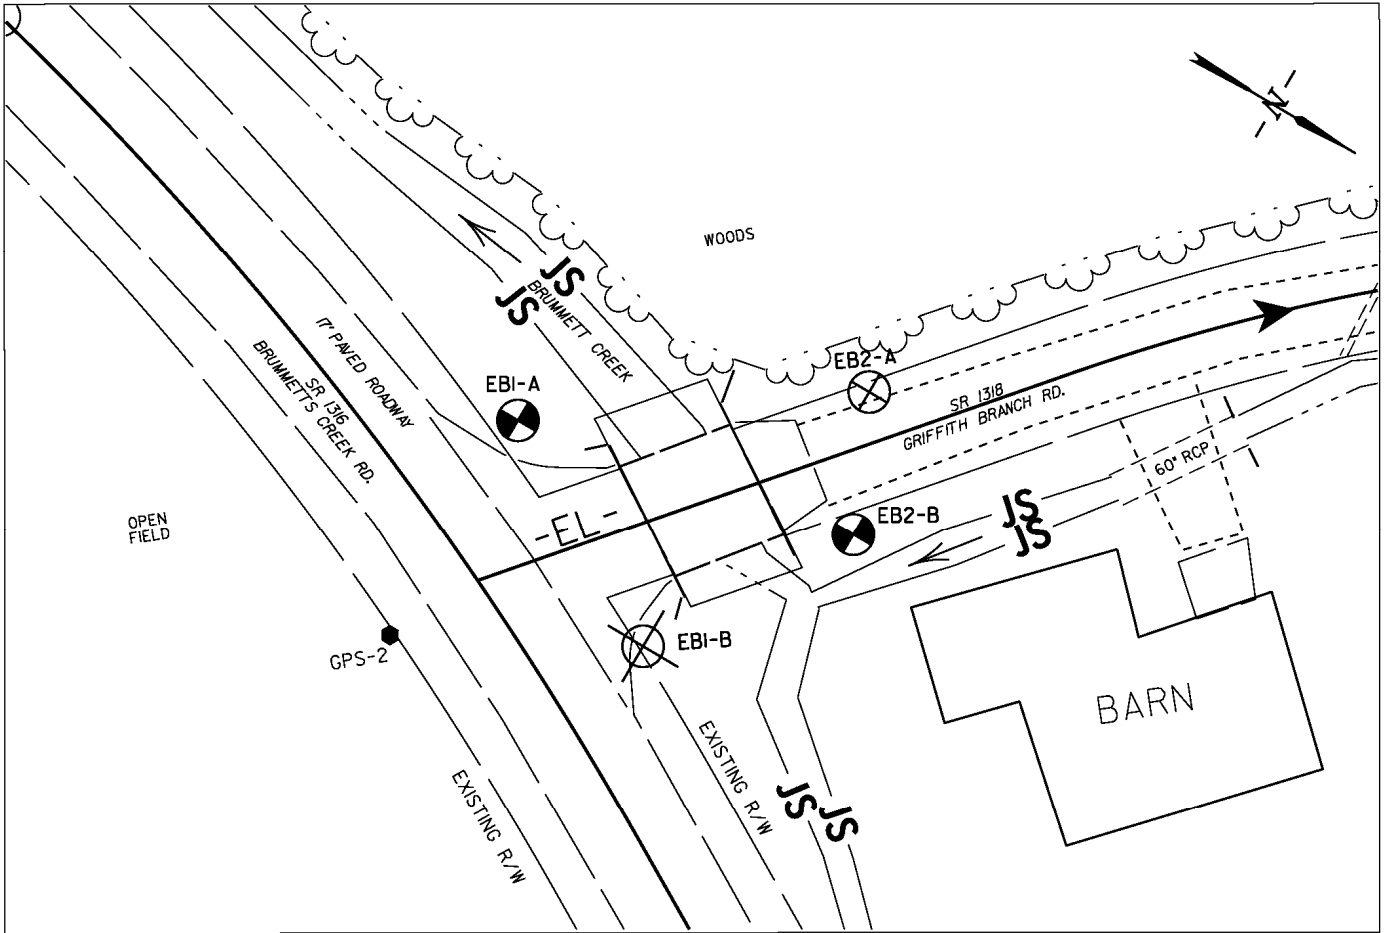 -N-
WOODS
JS
JS
BRUMMETT CREEK
17' PAVED ROADWAY
SR 1316
BRUMMETTS CREEK RD.
EB1-A
EB2-A
SR 1318
GRIFFITH BRANCH RD.
60" RCP
OPEN
FIELD
-EL-
EB2-B
JS
JS
GPS-2
EB1-B
BARN
EXISTING R/W
EXISTING R/W
JS
JS